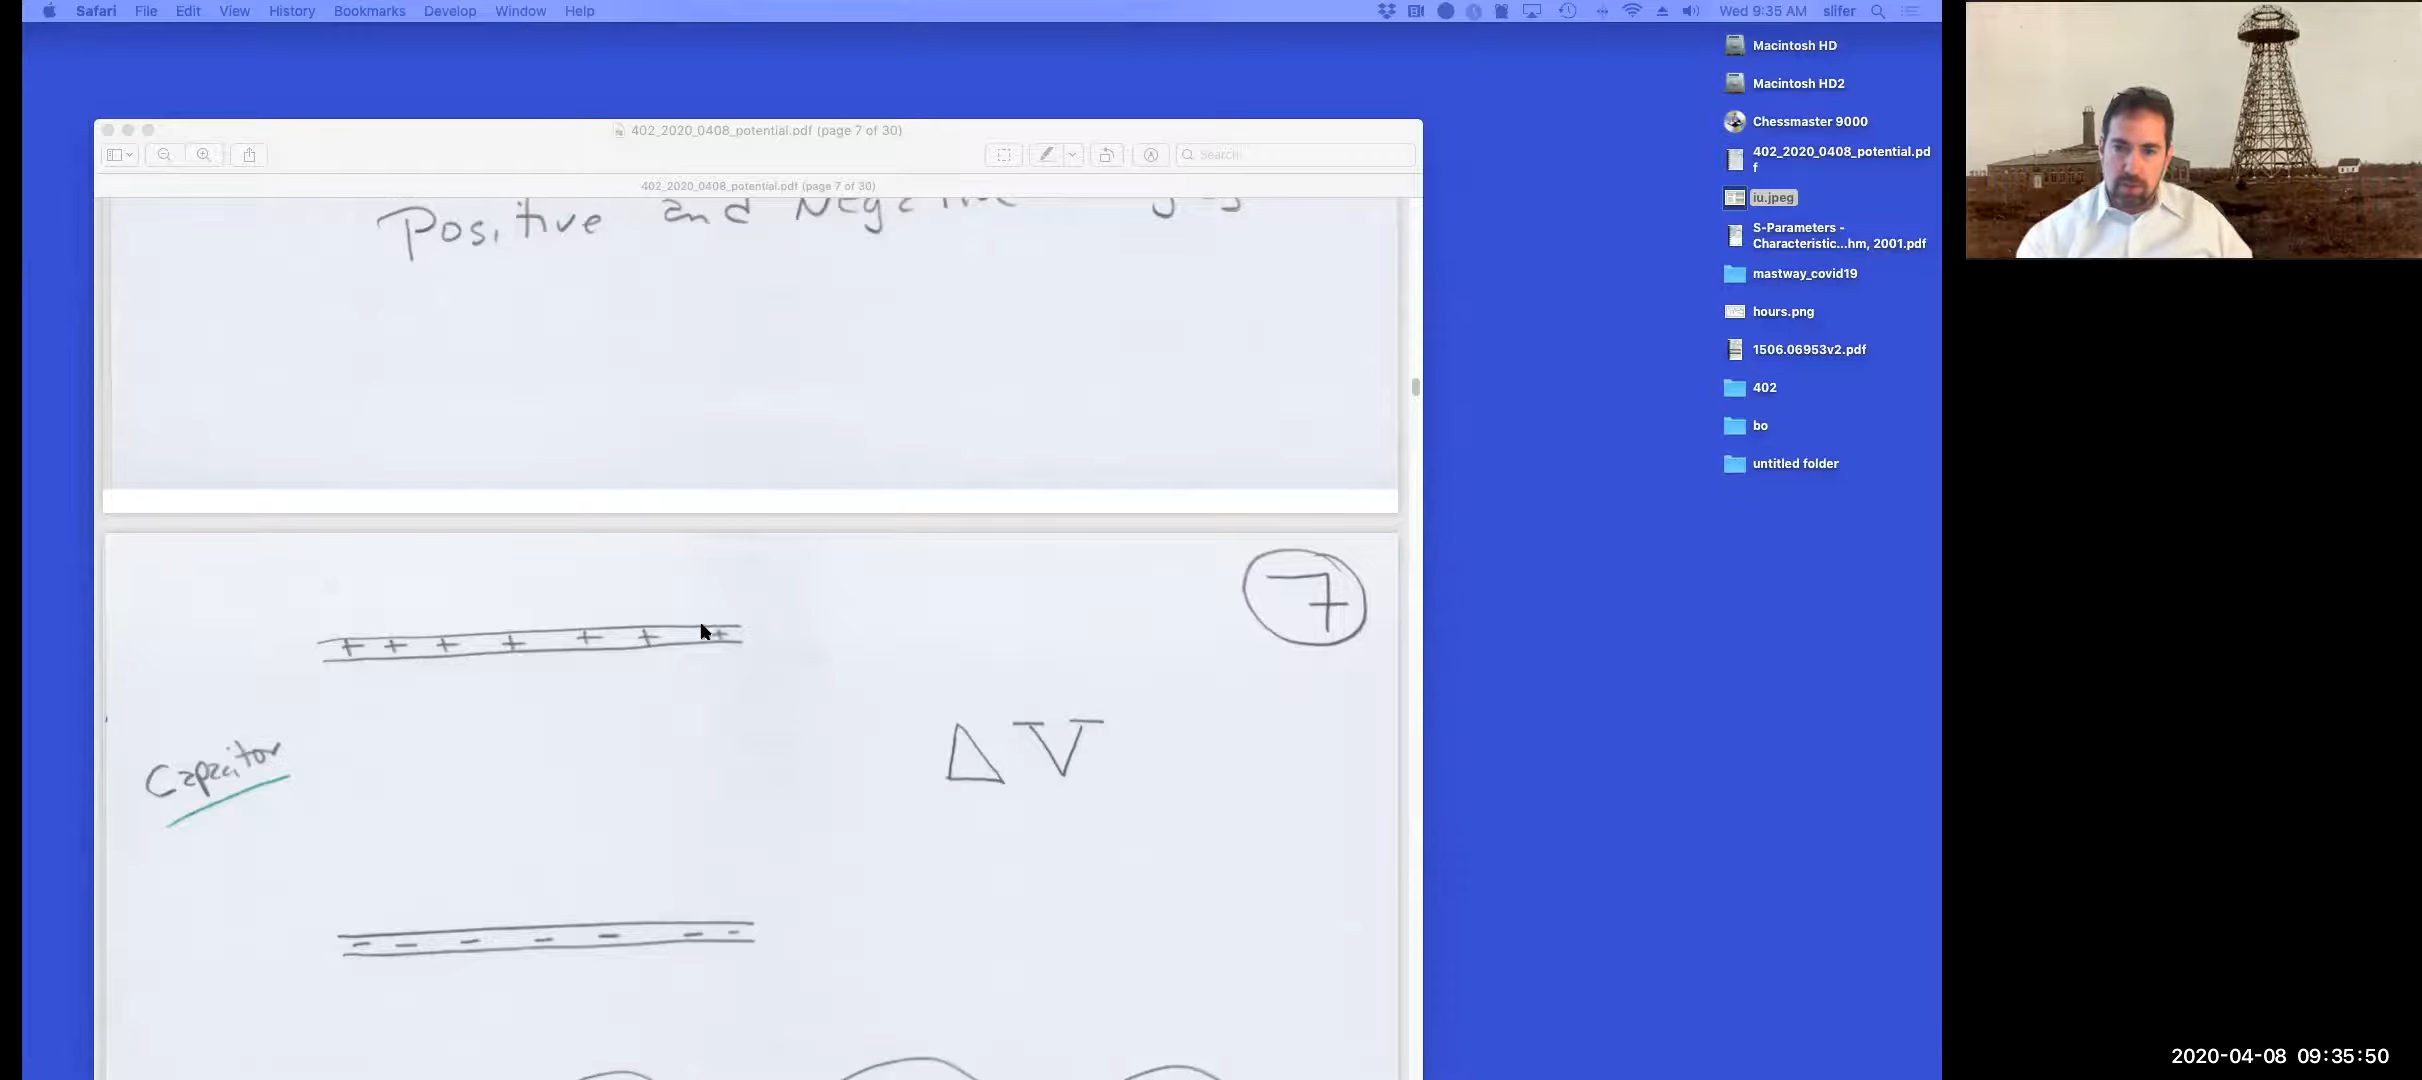 Safari File Edit View History Bookmarks Develop Window Help
Wed 9:35 AM slifer
Macintosh HD
Macintosh HD2
Chessmaster 9000
402_2020_0408_potential.pd
f
iu.jpeg
S-Parameters -
Characteristic...hm, 2001.pdf
mastway_covid19
hours.png
1506.06953v2.pdf
402
bo
untitled folder
402_2020_0408_potential.pdf (page 7 of 30)
Search
402_2020_0408_potential.pdf (page 7 of 30)
Positive and Negative
7
+ + + + + + +
Δ V
Capacitor
- - - - - - -
2020-04-08 09:35:50